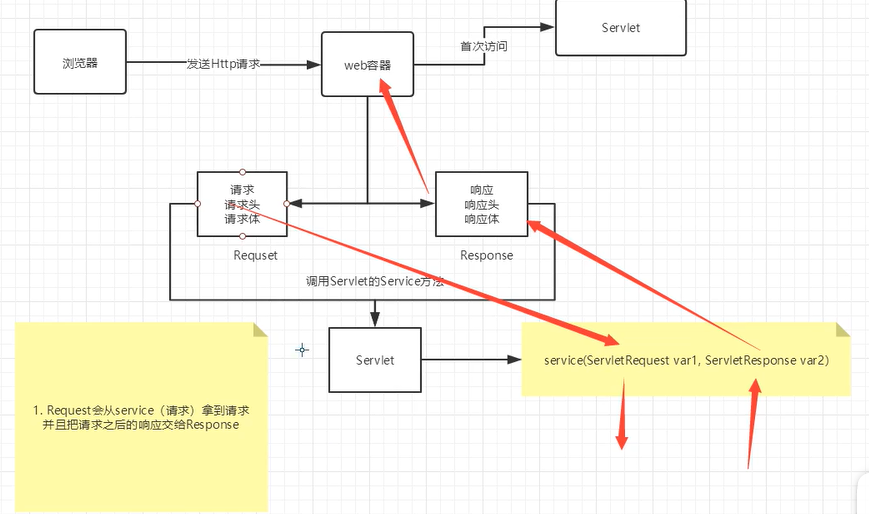 Servlet
首次访问
浏览器
发送Http请求
web容器
请求
请求头
请求体
响应
响应头
响应体
Requset
Response
调用Servlet的Service方法
Servlet
service(ServletRequest var1, ServletResponse var2)
1. Request会从service（请求）拿到请求
并且把请求之后的响应交给Response